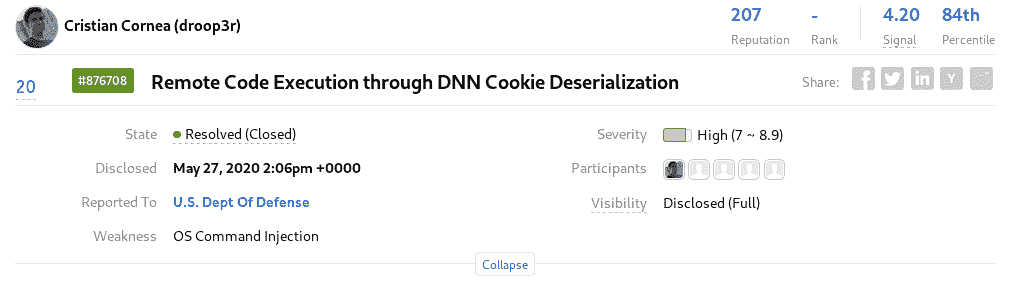 Cristian Cornea (droop3r)
207 - 4.20 84th
Reputation Rank Signal Percentile
20 #876708 Remote Code Execution through DNN Cookie Deserialization Share:
State Resolved (Closed) Severity High (7 ~ 8.9)
Disclosed May 27, 2020 2:06pm +0000 Participants
Reported To U.S. Dept Of Defense Visibility Disclosed (Full)
Weakness OS Command Injection
Collapse